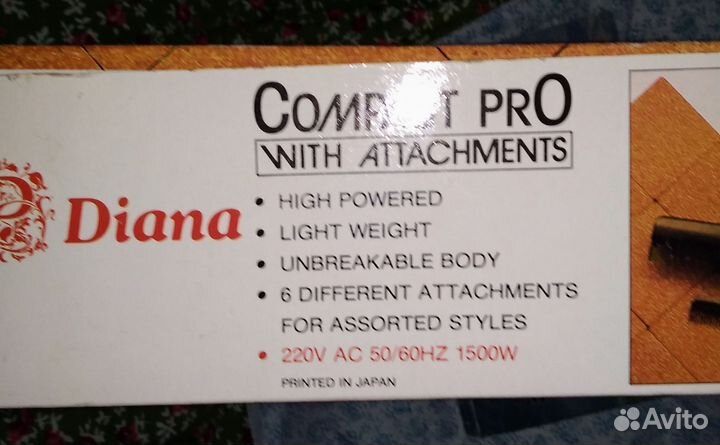 COMPACT PRO
WITH ATTACHMENTS
Diana
• HIGH POWERED
• LIGHT WEIGHT
• UNBREAKABLE BODY
• 6 DIFFERENT ATTACHMENTS
FOR ASSORTED STYLES
• 220V AC 50/60HZ 1500W
PRINTED IN JAPAN
Avito